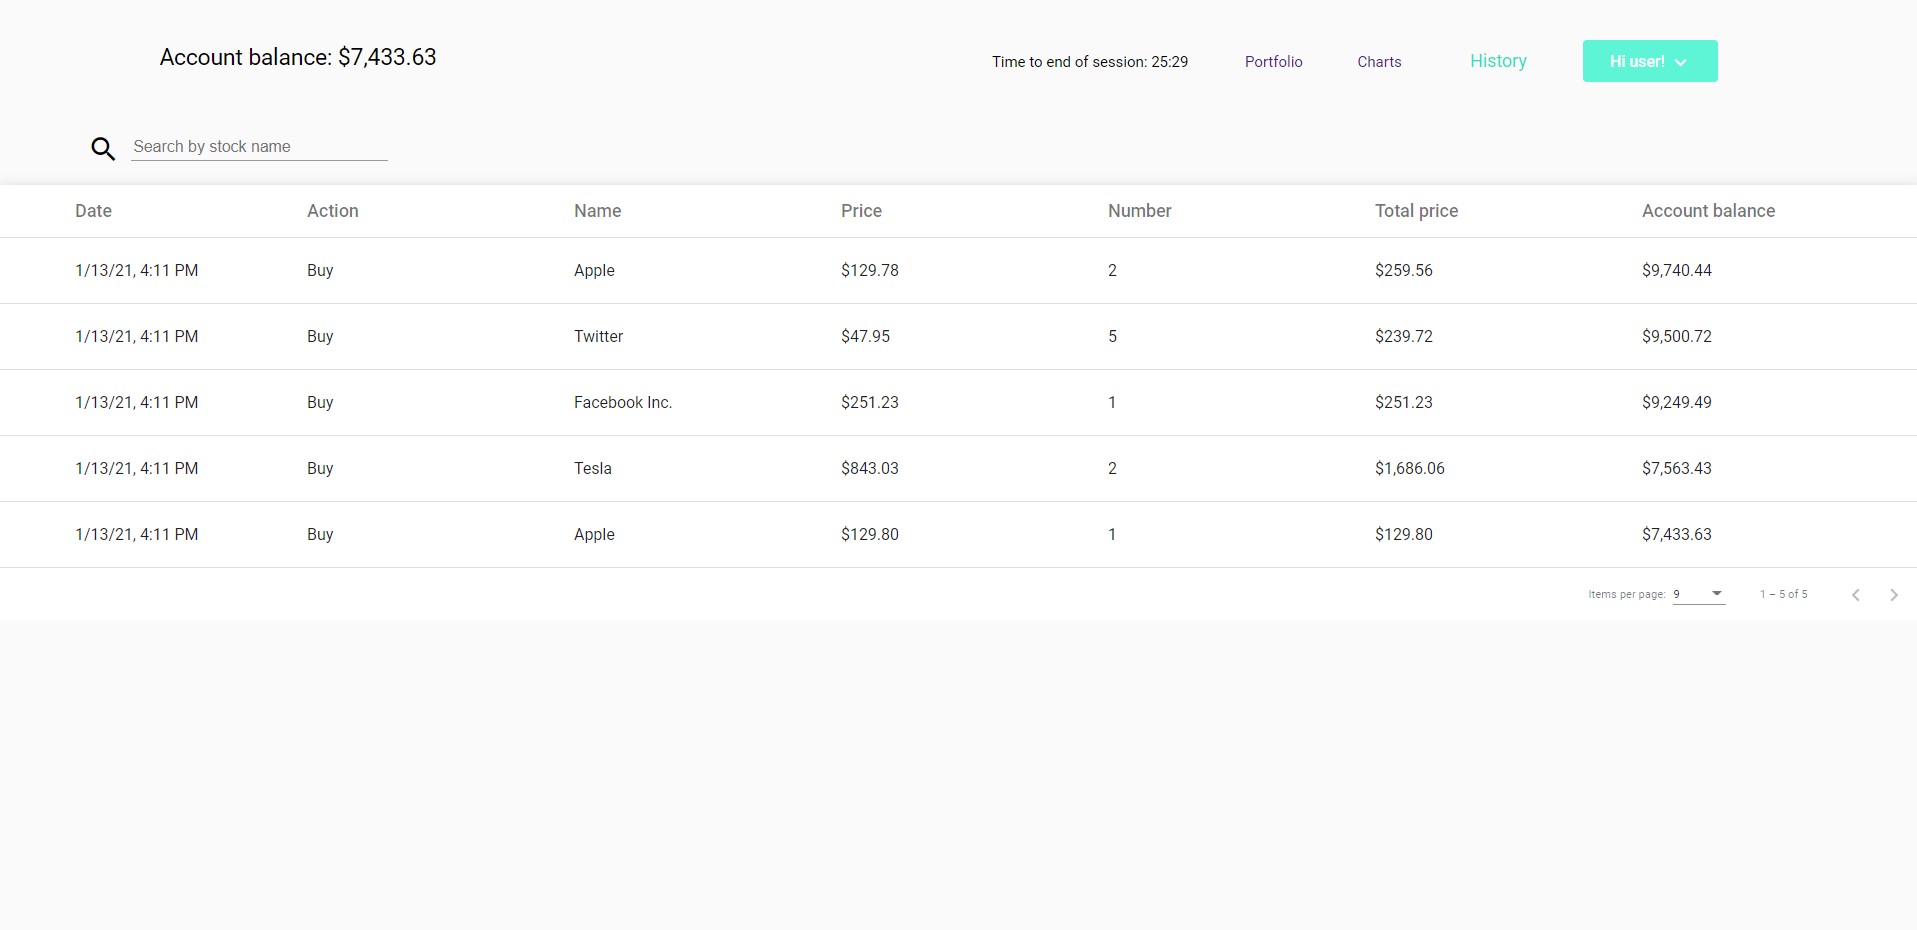 Account balance: $7,433.63
Time to end of session: 25:29 Portfolio Charts History Hi user!
Search by stock name
Date Action Name Price Number Total price Account balance
1/13/21, 4:11 PM Buy Apple $129.78 2 $259.56 $9,740.44
1/13/21, 4:11 PM Buy Twitter $47.95 5 $239.72 $9,500.72
1/13/21, 4:11 PM Buy Facebook Inc. $251.23 1 $251.23 $9,249.49
1/13/21, 4:11 PM Buy Tesla $843.03 2 $1,686.06 $7,563.43
1/13/21, 4:11 PM Buy Apple $129.80 1 $129.80 $7,433.63
Items per page: 9 1 – 5 of 5